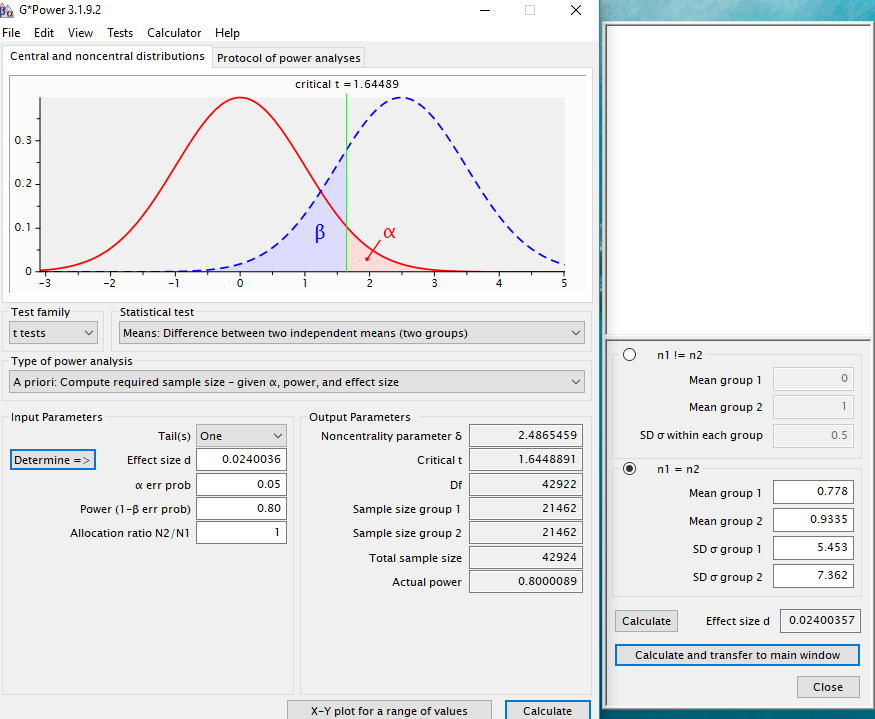 βα G*Power 3.1.9.2
File Edit View Tests Calculator Help
Central and noncentral distributions Protocol of power analyses
critical t = 1.64489
0.3
0.2
0.1
0
β α
-3 -2 -1 0 1 2 3 4 5
Test family Statistical test
t tests Means: Difference between two independent means (two groups)
Type of power analysis
A priori: Compute required sample size - given α, power, and effect size
Input Parameters
Tail(s) One
Determine => Effect size d 0.0240036
α err prob 0.05
Power (1-β err prob) 0.80
Allocation ratio N2/N1 1
Output Parameters
Noncentrality parameter δ 2.4865459
Critical t 1.6448891
Df 42922
Sample size group 1 21462
Sample size group 2 21462
Total sample size 42924
Actual power 0.8000089
X-Y plot for a range of values Calculate
n1 != n2
Mean group 1 0
Mean group 2 1
SD σ within each group 0.5
n1 = n2
Mean group 1 0.778
Mean group 2 0.9335
SD σ group 1 5.453
SD σ group 2 7.362
Calculate Effect size d 0.02400357
Calculate and transfer to main window
Close